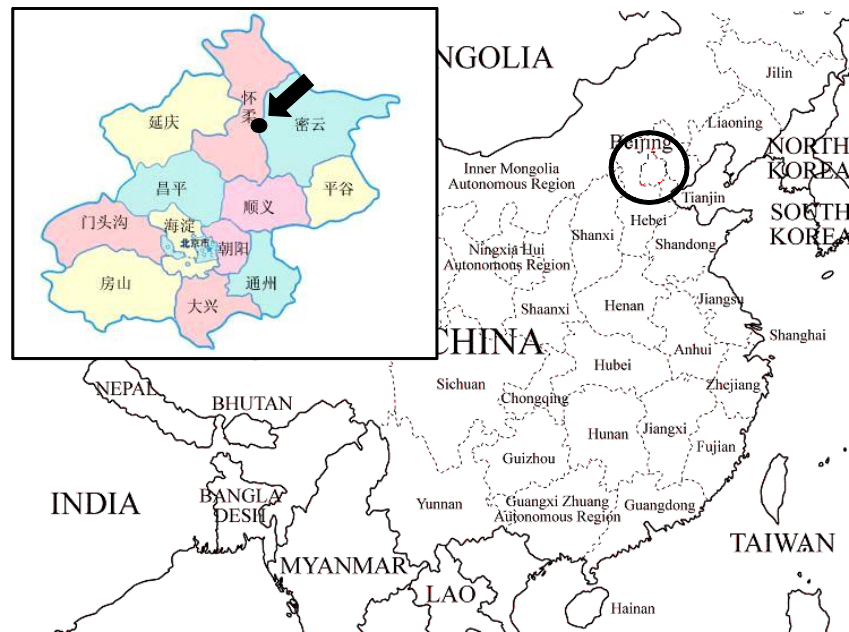 怀
柔
延庆
密云
昌平
平谷
顺义
门头沟
海淀
北京市
朝阳
房山
通州
大兴
NGOLIA
Jilin
Liaoning
Beijing
NORTH
KOREA
Inner Mongolia
Autonomous Region
Tianjin
SOUTH
KOREA
Hebei
Shanxi
Shandong
Ningxia Hui
Autonomous Region
Shaanxi
Henan
Jiangsu
Shanghai
CHINA
Anhui
Hubei
Sichuan
Zhejiang
NEPAL
Chongqing
BHUTAN
Hunan
Jiangxi
Fujian
Guizhou
INDIA
BANGLA
DESH
Yunnan
Guangxi Zhuang
Autonomous Region
Guangdong
TAIWAN
MYANMAR
LAO
Hainan